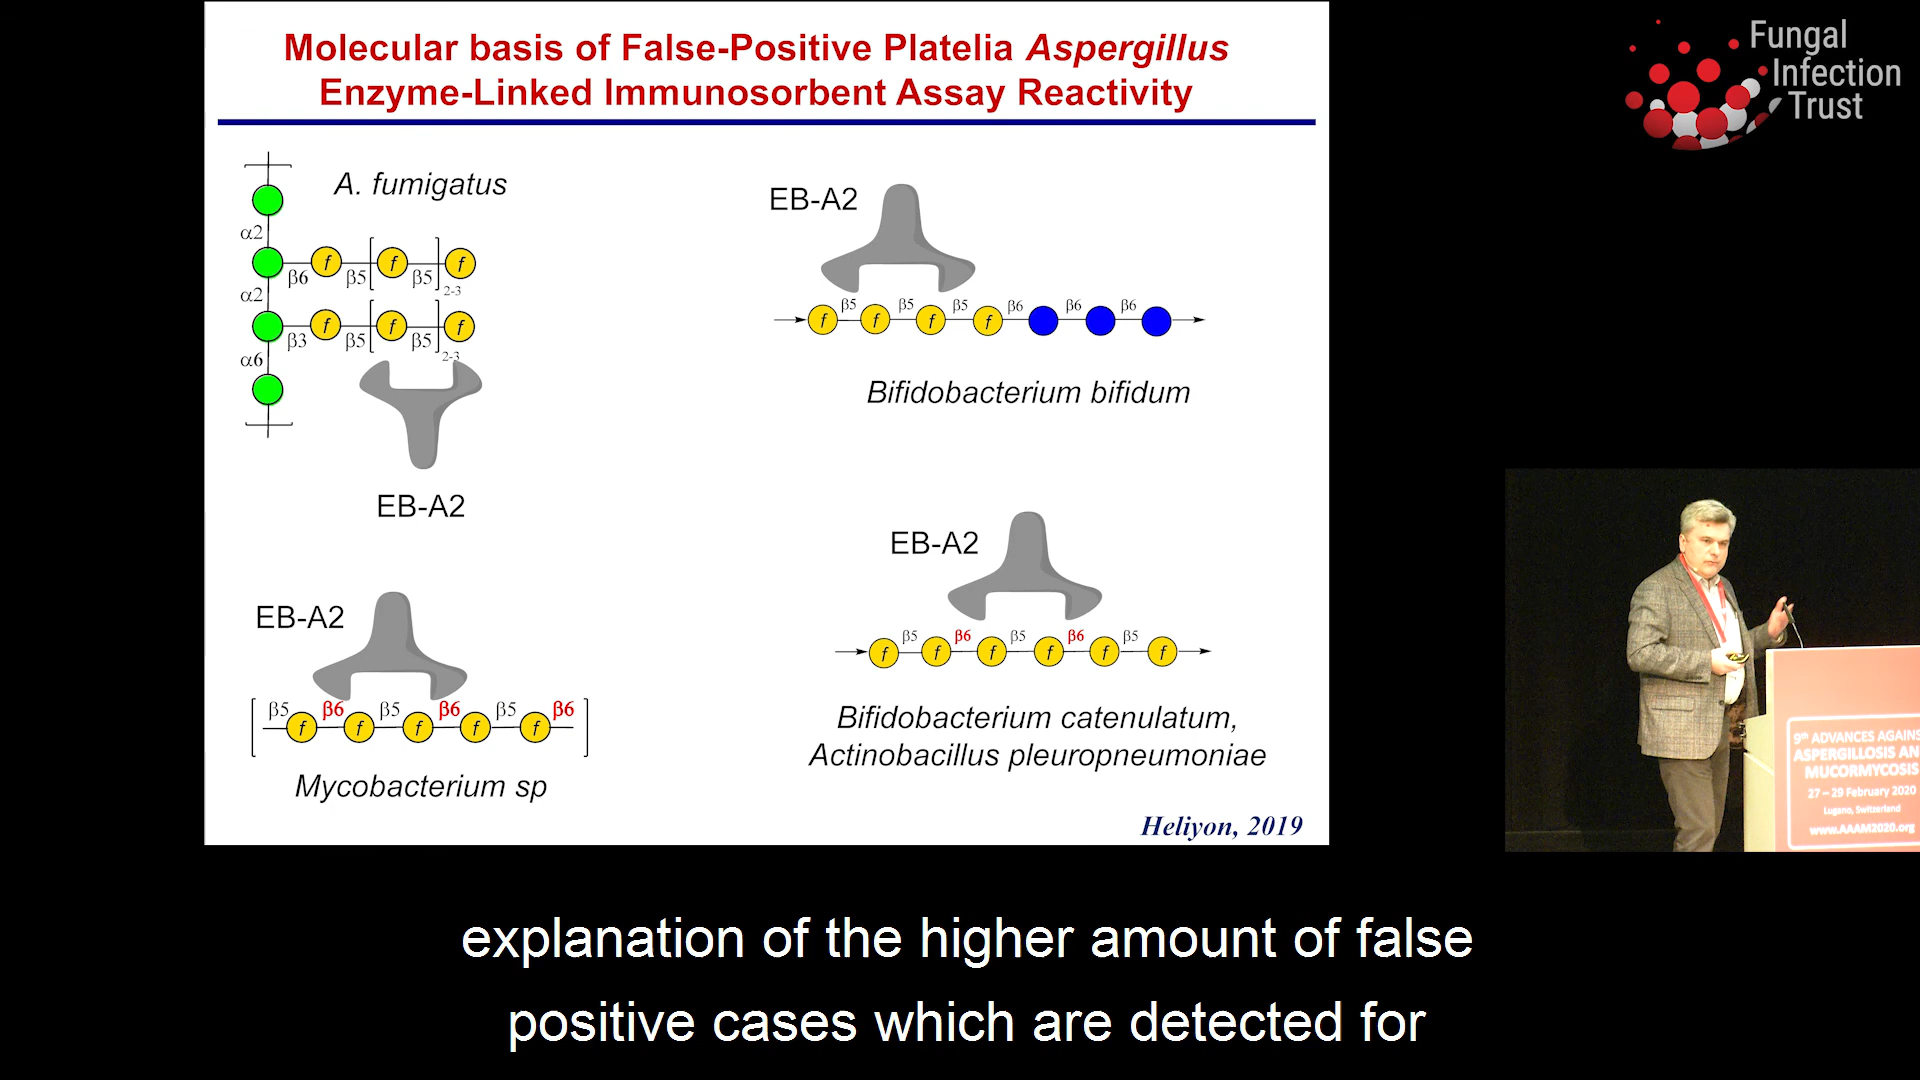 Molecular basis of False-Positive Platelia Aspergillus
Enzyme-Linked Immunosorbent Assay Reactivity
A. fumigatus
α2
β6 f β5 f β5 f
2-3
α2
β3 f β5 f β5 f
2-3
α6
EB-A2
EB-A2
f β5 f β5 f β5 f β6 β6 β6
Bifidobacterium bifidum
EB-A2
β5 f β6 f β5 f β6 f β5 f β6
Mycobacterium sp
EB-A2
f β5 f β6 f β5 f β6 f β5 f
Bifidobacterium catenulatum,
Actinobacillus pleuropneumoniae
Heliyon, 2019
Fungal
Infection
Trust
9th ADVANCES AGAINS
ASPERGILLOSIS AN
MUCORMYCOSIS
27 – 29 February 2020
Lugano, Switzerland
www.AAAM2020.org
explanation of the higher amount of false
positive cases which are detected for